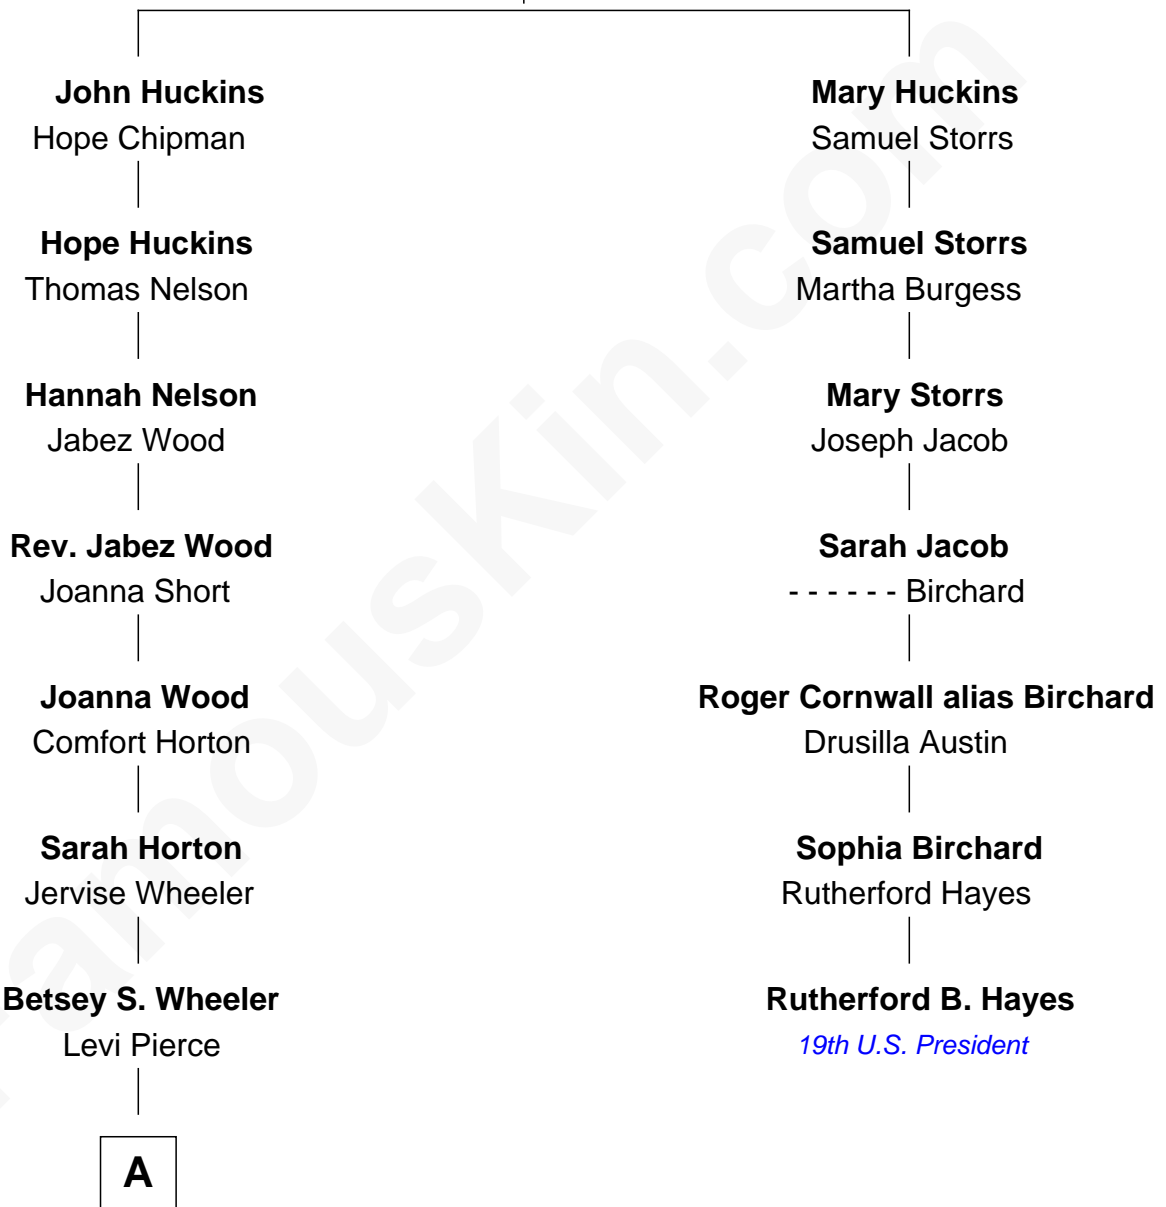 John Huckins
Hope Chipman
Hope Huckins
Thomas Nelson
Hannah Nelson
Jabez Wood
Rev. Jabez Wood
Joanna Short
Joanna Wood
Comfort Horton
Sarah Horton
Jervise Wheeler
Betsey S. Wheeler
Levi Pierce
A
Mary Huckins
Samuel Storrs
Samuel Storrs
Martha Burgess
Mary Storrs
Joseph Jacob
Sarah Jacob
- - - - - - Birchard
Roger Cornwall alias Birchard
Drusilla Austin
Sophia Birchard
Rutherford Hayes
Rutherford B. Hayes
19th U.S. President
FamousKin.com